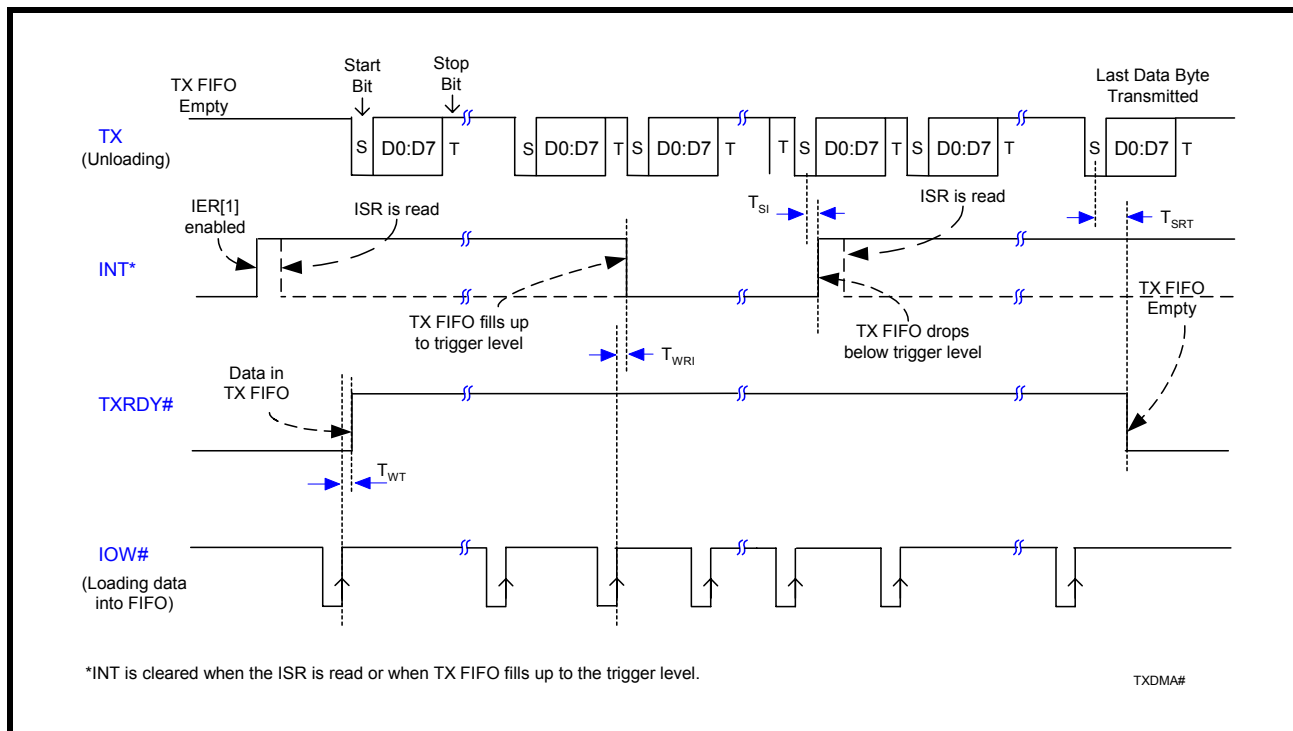 Start
Bit
Stop
Bit
TX FIFO
Empty
Last Data Byte
Transmitted
TX
(Unloading)
S D0:D7 T S D0:D7 T S D0:D7 T T S D0:D7 T S D0:D7 T S D0:D7 T
IER[1]
enabled
ISR is read
TSI
ISR is read
TSRT
INT*
TX FIFO fills up
to trigger level
TX FIFO drops
below trigger level
TX FIFO
Empty
TWRI
Data in
TX FIFO
TXRDY#
TWT
IOW#
(Loading data
into FIFO)
*INT is cleared when the ISR is read or when TX FIFO fills up to the trigger level.
TXDMA#